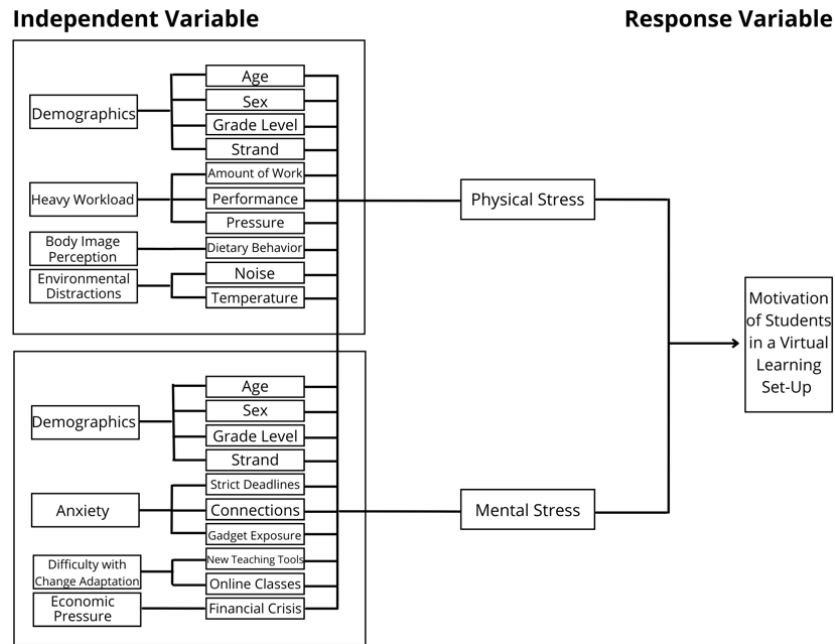 Independent Variable
Response Variable
Demographics
Age
Sex
Grade Level
Strand
Heavy Workload
Amount of Work
Performance
Pressure
Body Image
Perception
Dietary Behavior
Environmental
Distractions
Noise
Temperature
Physical Stress
Demographics
Age
Sex
Grade Level
Strand
Anxiety
Strict Deadlines
Connections
Gadget Exposure
Difficulty with
Change Adaptation
New Teaching Tools
Online Classes
Economic
Pressure
Financial Crisis
Mental Stress
Motivation
of Students
in a Virtual
Learning
Set-Up